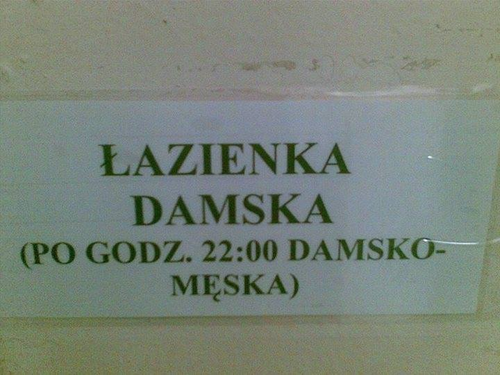 ŁAZIENKA
DAMSKA
(PO GODZ. 22:00 DAMSKO-
MĘSKA)